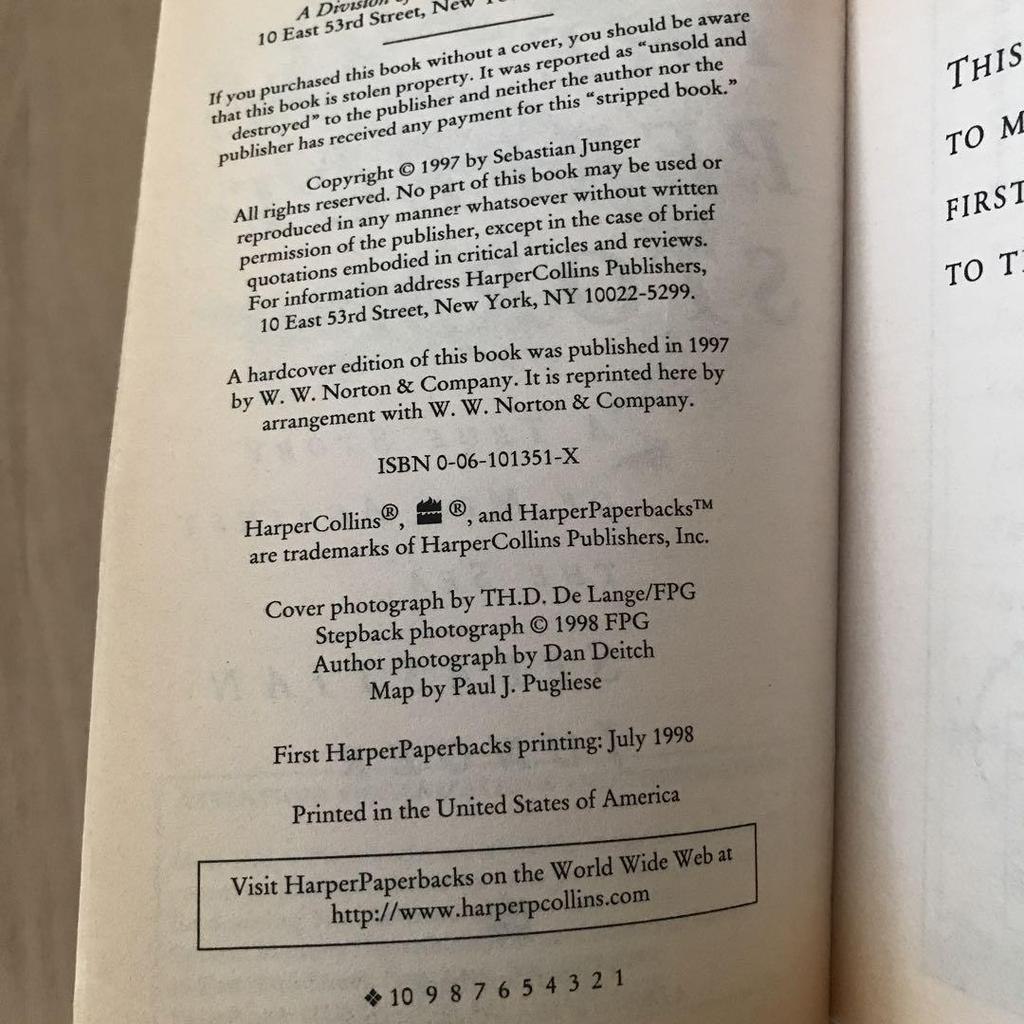 A Division
10 East 53rd Street, New
If you purchased this book without a cover, you should be aware
that this book is stolen property. It was reported as "unsold and
destroyed" to the publisher and neither the author nor the
publisher has received any payment for this "stripped book."
Copyright © 1997 by Sebastian Junger
All rights reserved. No part of this book may be used or
reproduced in any manner whatsoever without written
permission of the publisher, except in the case of brief
quotations embodied in critical articles and reviews.
For information address HarperCollins Publishers,
10 East 53rd Street, New York, NY 10022-5299.
A hardcover edition of this book was published in 1997
by W. W. Norton & Company. It is reprinted here by
arrangement with W. W. Norton & Company.
ISBN 0-06-101351-X
HarperCollins®, ®, and HarperPaperbacks™
are trademarks of HarperCollins Publishers, Inc.
Cover photograph by TH.D. De Lange/FPG
Stepback photograph © 1998 FPG
Author photograph by Dan Deitch
Map by Paul J. Pugliese
First HarperPaperbacks printing: July 1998
Printed in the United States of America
Visit HarperPaperbacks on the World Wide Web at
http://www.harperpcollins.com
❖ 10 9 8 7 6 5 4 3 2 1
THIS
TO M
FIRST
TO T